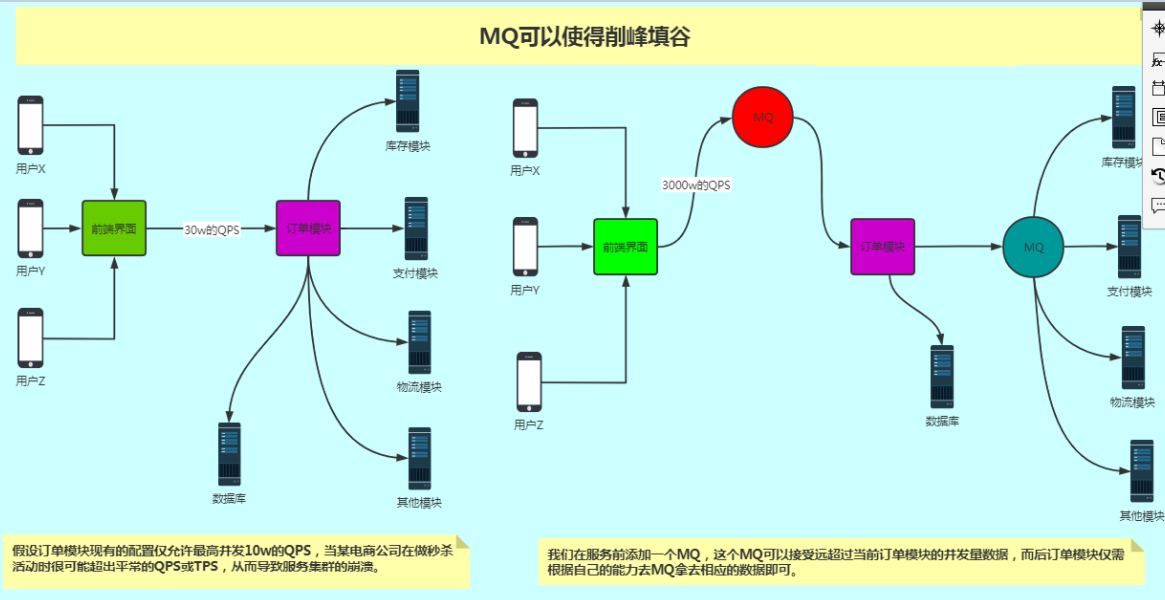 MQ可以使得削峰填谷
用户X
用户Y
用户Z
前端界面
30w的QPS
订单模块
库存模块
支付模块
物流模块
其他模块
数据库
假设订单模块现有的配置仅允许最高并发10w的QPS，当某电商公司在做秒杀
活动时很可能超出平常的QPS或TPS，从而导致服务集群的崩溃。
用户X
用户Y
用户Z
前端界面
3000w的QPS
MQ
订单模块
数据库
MQ
库存模块
支付模块
物流模块
其他模块
我们在服务前添加一个MQ，这个MQ可以接受远超过当前订单模块的并发量数据，而后订单模块仅需
根据自己的能力去MQ拿去相应的数据即可。